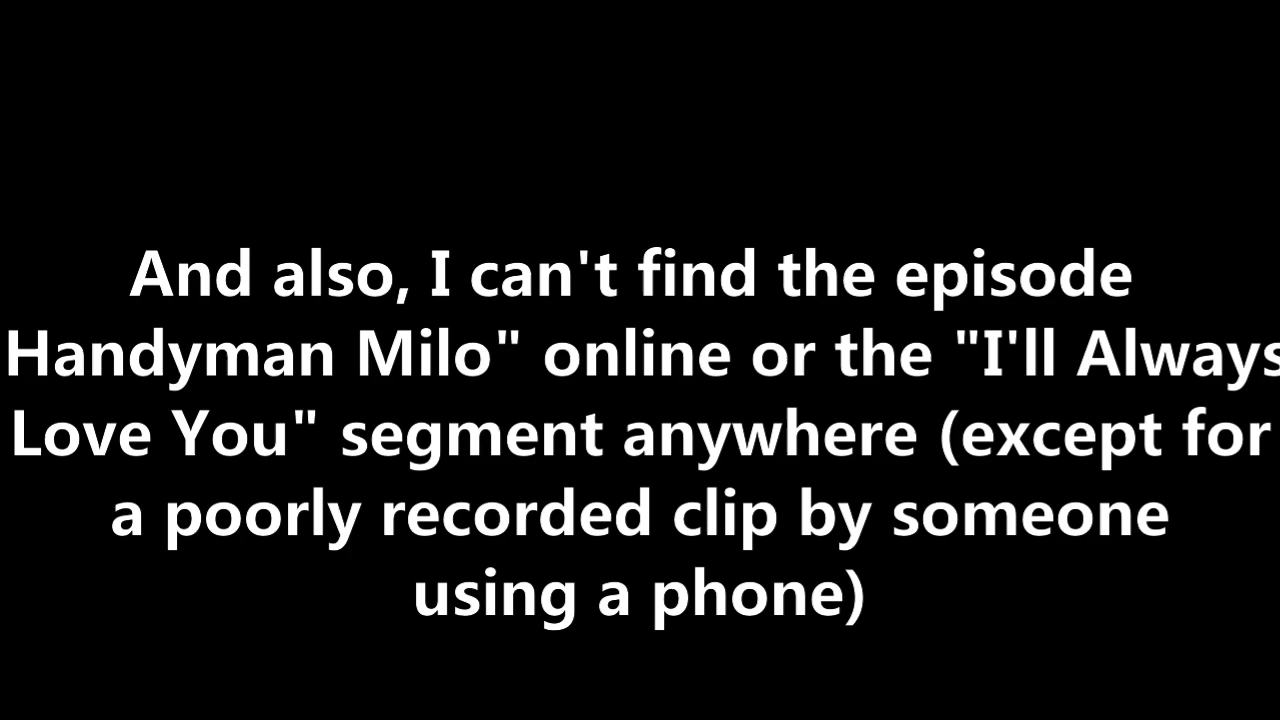 And also, I can't find the episode
Handyman Milo" online or the "I'll Always
Love You" segment anywhere (except for
a poorly recorded clip by someone
using a phone)